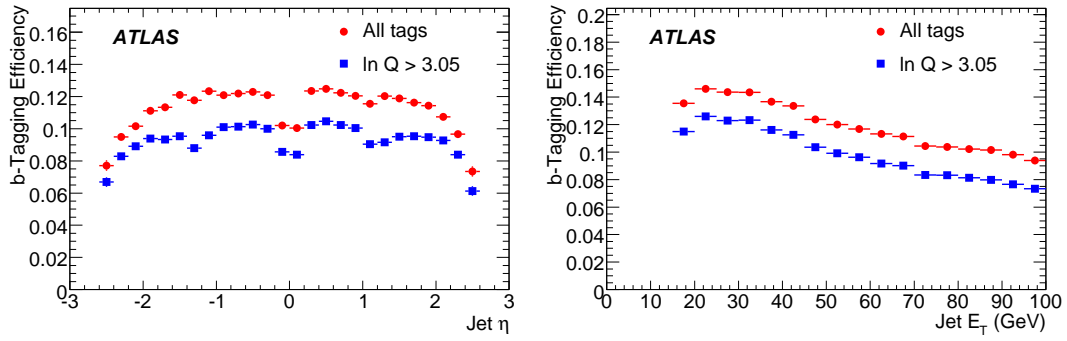 b-Tagging Efficiency
0.16
0.14
0.12
0.1
0.08
0.06
0.04
0.02
0
ATLAS
All tags
ln Q > 3.05
-3 -2 -1 0 1 2 3
Jet η
b-Tagging Efficiency
0.2
0.18
0.16
0.14
0.12
0.1
0.08
0.06
0.04
0.02
0
ATLAS
All tags
ln Q > 3.05
0 10 20 30 40 50 60 70 80 90 100
Jet E_T (GeV)